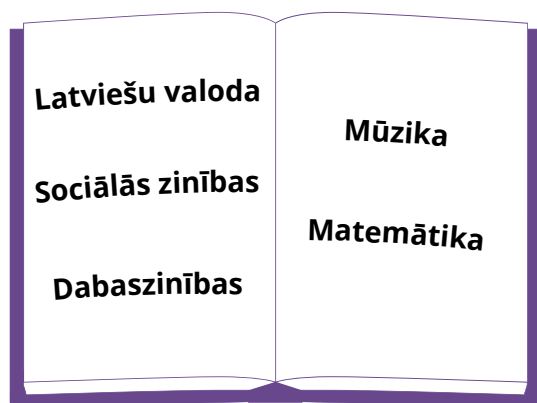 Latviešu valoda
Sociālās zinības
Dabaszinības
Mūzika
Matemātika